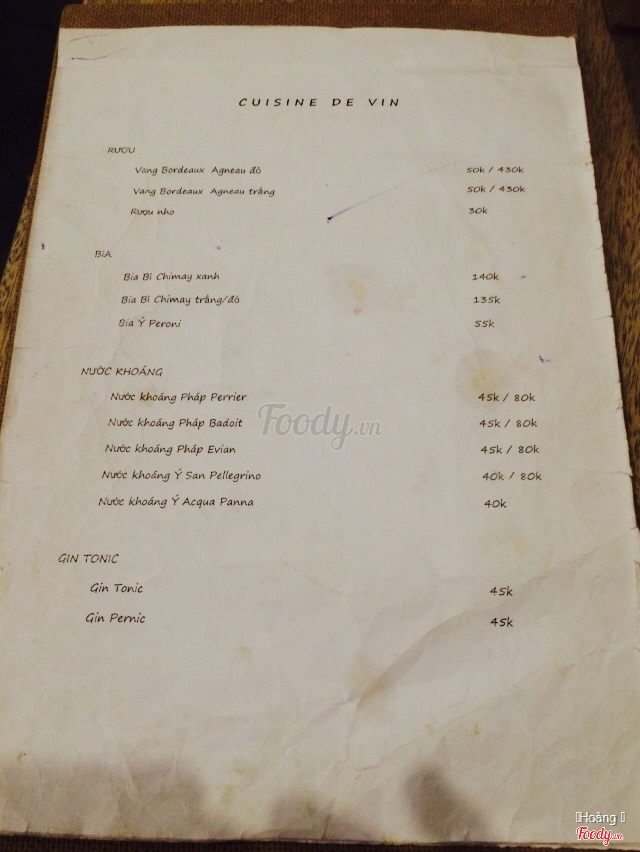 CUISINE DE VIN
RƯỢU
Vang Bordeaux Agneau đỏ 50k / 430k
Vang Bordeaux Agneau trắng 50k / 430k
Rượu nho 30k
BIA
Bia Bỉ Chimay xanh 140k
Bia Bỉ Chimay trắng/đỏ 135k
Bia Ý Peroni 55k
NƯỚC KHOÁNG
Nước khoáng Pháp Perrier 45k / 80k
Nước khoáng Pháp Badoit 45k / 80k
Foody.vn
Nước khoáng Pháp Evian 45k / 80k
Nước khoáng Ý San Pellegrino 40k / 80k
Nước khoáng Ý Acqua Panna 40k
GIN TONIC
Gin Tonic 45k
Gin Pernic 45k
Hoàng
Foody.vn